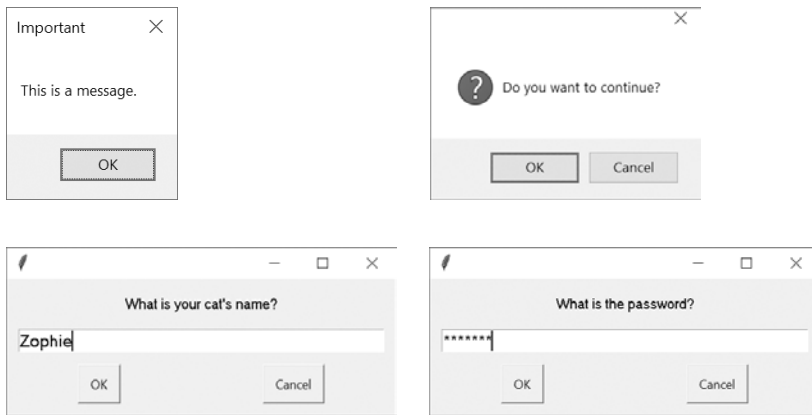 Important
This is a message.
OK
?
Do you want to continue?
OK Cancel
What is your cat's name?
Zophie
OK Cancel
What is the password?
*******
OK Cancel